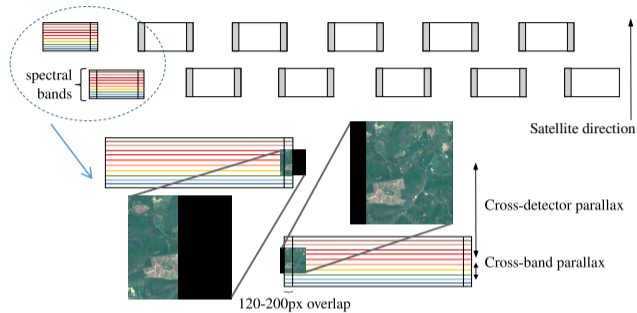 spectral
bands
Satellite direction
Cross-detector parallax
Cross-band parallax
120-200px overlap